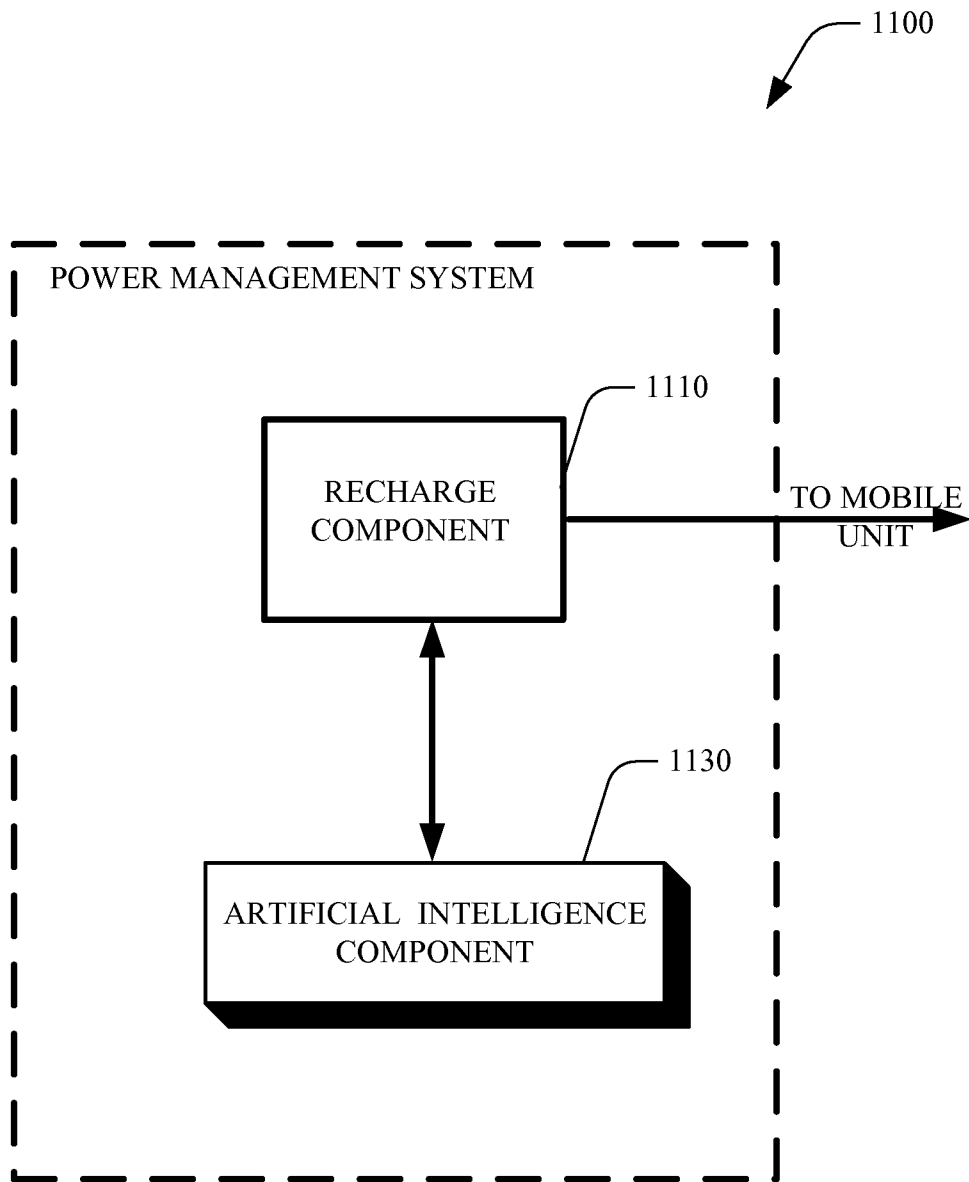 1100
POWER MANAGEMENT SYSTEM
1110
RECHARGE
COMPONENT
TO MOBILE
UNIT
1130
ARTIFICIAL INTELLIGENCE
COMPONENT